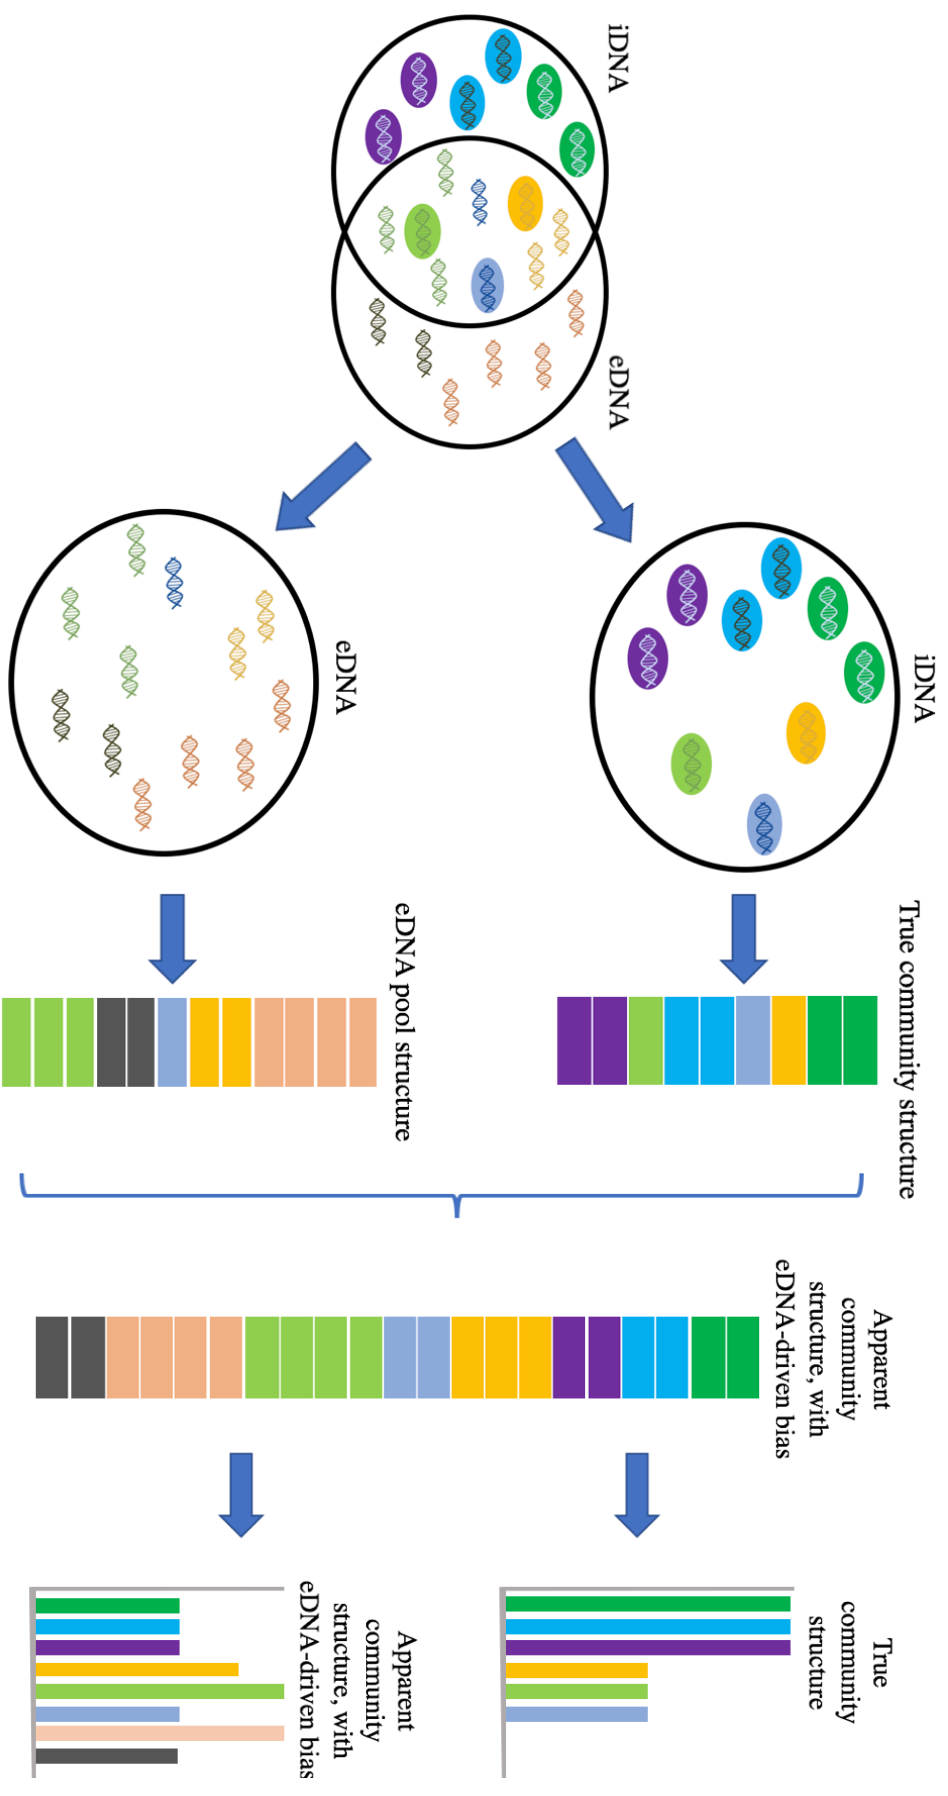 iDNA
eDNA
iDNA
eDNA
True community structure
eDNA pool structure
Apparent
community
structure, with
eDNA-driven bias
True
community
structure
Apparent
community
structure, with
eDNA-driven bias